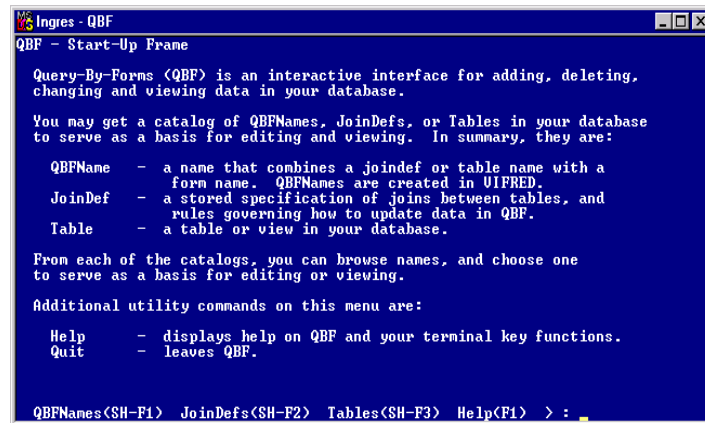 Ingres - QBF
QBF - Start-Up Frame
Query-By-Forms (QBF) is an interactive interface for adding, deleting,
changing and viewing data in your database.
You may get a catalog of QBFNames, JoinDefs, or Tables in your database
to serve as a basis for editing and viewing. In summary, they are:
QBFName - a name that combines a joindef or table name with a
form name. QBFNames are created in VIFRED.
JoinDef - a stored specification of joins between tables, and
rules governing how to update data in QBF.
Table - a table or view in your database.
From each of the catalogs, you can browse names, and choose one
to serve as a basis for editing or viewing.
Additional utility commands on this menu are:
Help - displays help on QBF and your terminal key functions.
Quit - leaves QBF.
QBFNames(SH-F1) JoinDefs(SH-F2) Tables(SH-F3) Help(F1) > : _